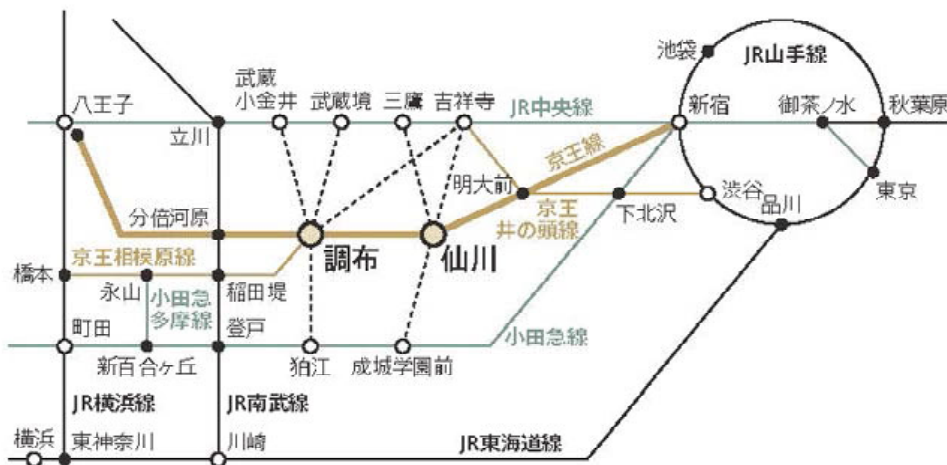 池袋
JR山手線
武蔵
小金井
武蔵境
三鷹
吉祥寺
八王子
JR中央線
新宿
御茶ノ水
秋葉原
立川
京王線
明大前
渋谷
東京
分倍河原
京王
井の頭線
下北沢
品川
調布
仙川
京王相模原線
橋本
永山
小田急
多摩線
稲田堤
町田
登戸
小田急線
新百合ヶ丘
狛江
成城学園前
JR横浜線
JR南武線
横浜
東神奈川
川崎
JR東海道線